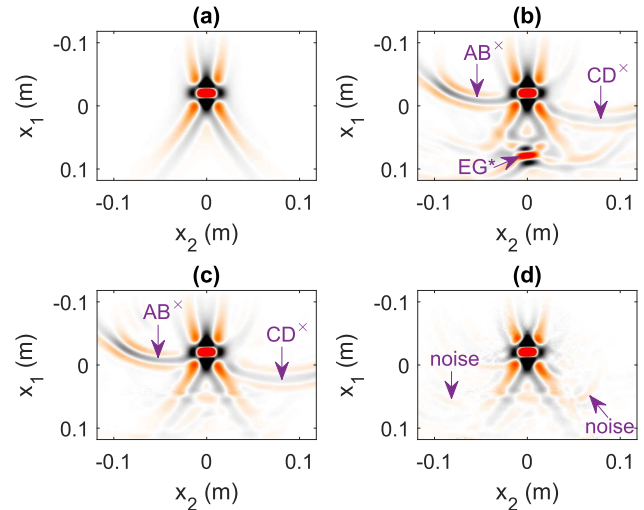 (a)
-0.1
0
0.1
x1 (m)
-0.1 0 0.1
x2 (m)
(b)
-0.1
0
0.1
x1 (m)
AB×
CD×
EG*
-0.1 0 0.1
x2 (m)
(c)
-0.1
0
0.1
x1 (m)
AB×
CD×
-0.1 0 0.1
x2 (m)
(d)
-0.1
0
0.1
x1 (m)
noise
noise
-0.1 0 0.1
x2 (m)